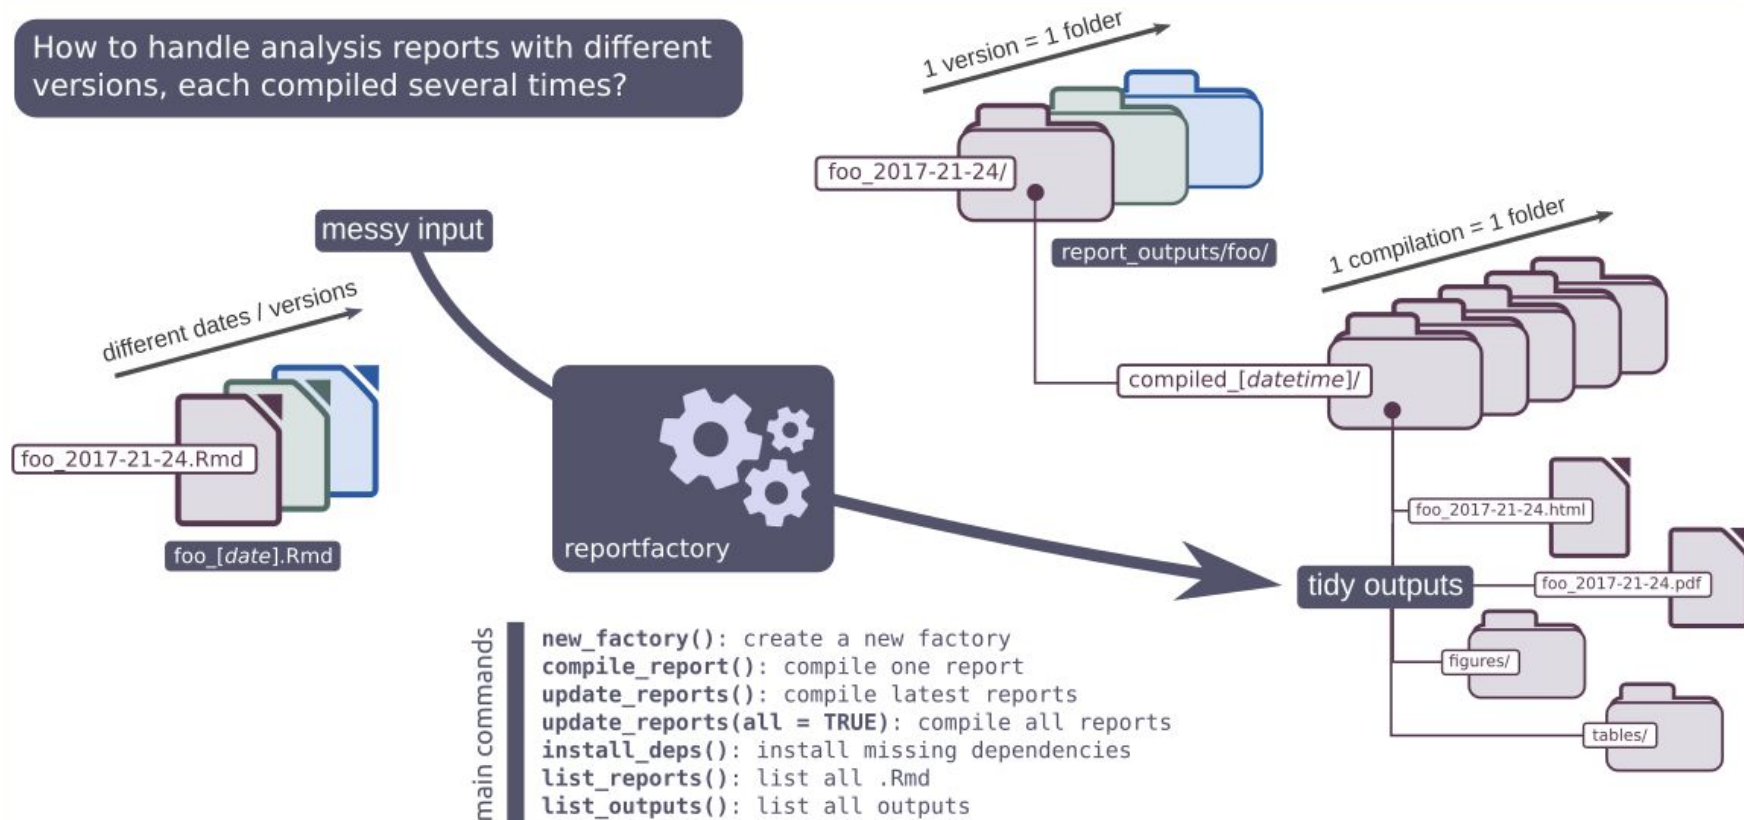 How to handle analysis reports with different
versions, each compiled several times?
1 version = 1 folder
foo_2017-21-24/
report_outputs/foo/
1 compilation = 1 folder
compiled_[datetime]/
messy input
different dates / versions
foo_2017-21-24.Rmd
foo_[date].Rmd
reportfactory
foo_2017-21-24.html
tidy outputs
foo_2017-21-24.pdf
figures/
tables/
main commands
new_factory(): create a new factory
compile_report(): compile one report
update_reports(): compile latest reports
update_reports(all = TRUE): compile all reports
install_deps(): install missing dependencies
list_reports(): list all .Rmd
list_outputs(): list all outputs